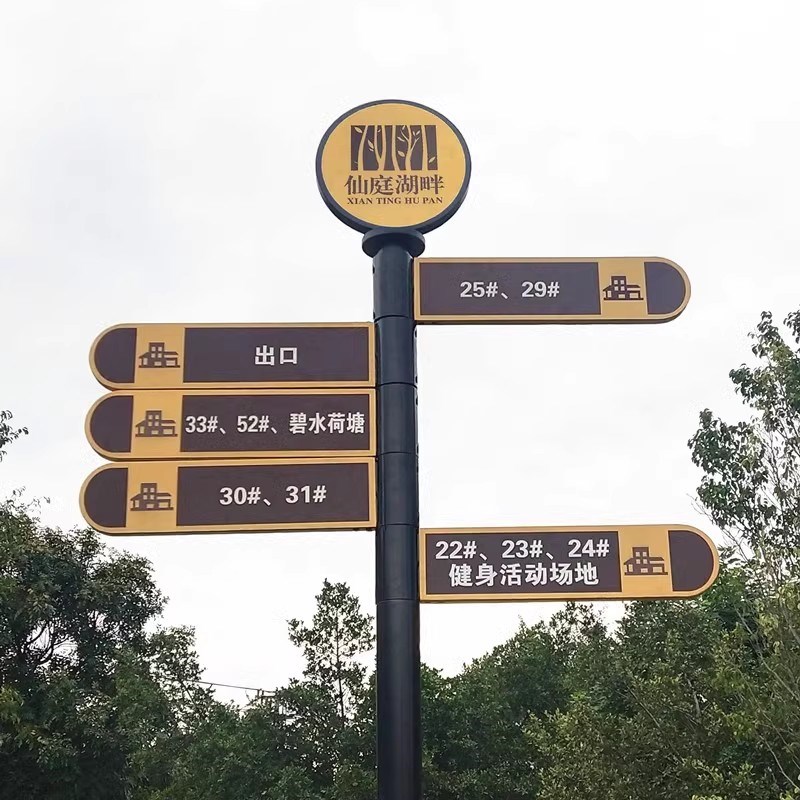 仙庭湖畔
XIAN TING HU PAN
25#、29#
出口
33#、52#、碧水荷塘
30#、31#
22#、23#、24#
健身活动场地